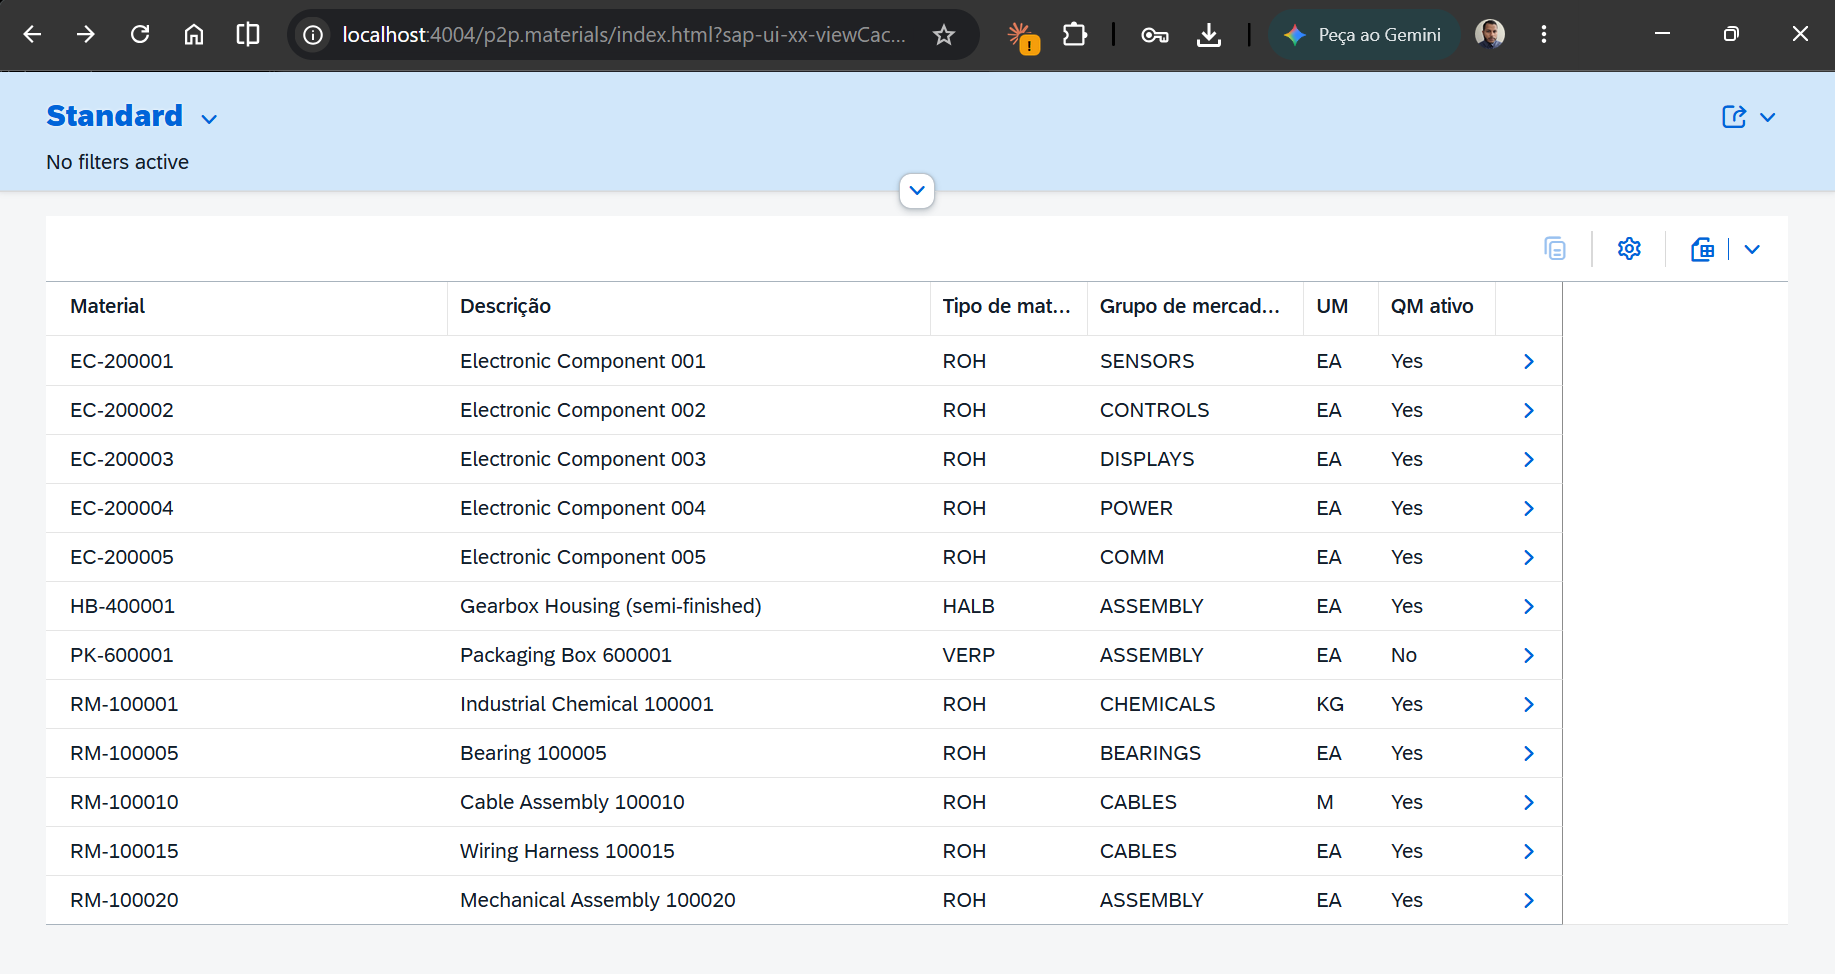 localhost:4004/p2p.materials/index.html?sap-ui-xx-viewCac...
!
Peça ao Gemini
Standard
No filters active
Material Descrição Tipo de mat... Grupo de mercad... UM QM ativo
EC-200001 Electronic Component 001 ROH SENSORS EA Yes
EC-200002 Electronic Component 002 ROH CONTROLS EA Yes
EC-200003 Electronic Component 003 ROH DISPLAYS EA Yes
EC-200004 Electronic Component 004 ROH POWER EA Yes
EC-200005 Electronic Component 005 ROH COMM EA Yes
HB-400001 Gearbox Housing (semi-finished) HALB ASSEMBLY EA Yes
PK-600001 Packaging Box 600001 VERP ASSEMBLY EA No
RM-100001 Industrial Chemical 100001 ROH CHEMICALS KG Yes
RM-100005 Bearing 100005 ROH BEARINGS EA Yes
RM-100010 Cable Assembly 100010 ROH CABLES M Yes
RM-100015 Wiring Harness 100015 ROH CABLES EA Yes
RM-100020 Mechanical Assembly 100020 ROH ASSEMBLY EA Yes